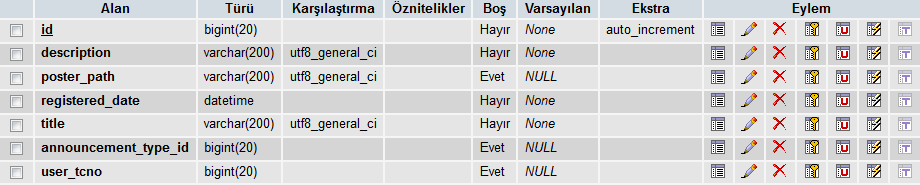 Alan Türü Karşılaştırma Öznitelikler Boş Varsayılan Ekstra Eylem
id bigint(20) Hayır None auto_increment
description varchar(200) utf8_general_ci Hayır None
poster_path varchar(200) utf8_general_ci Evet NULL
registered_date datetime Hayır None
title varchar(200) utf8_general_ci Hayır None
announcement_type_id bigint(20) Evet NULL
user_tcno bigint(20) Evet NULL